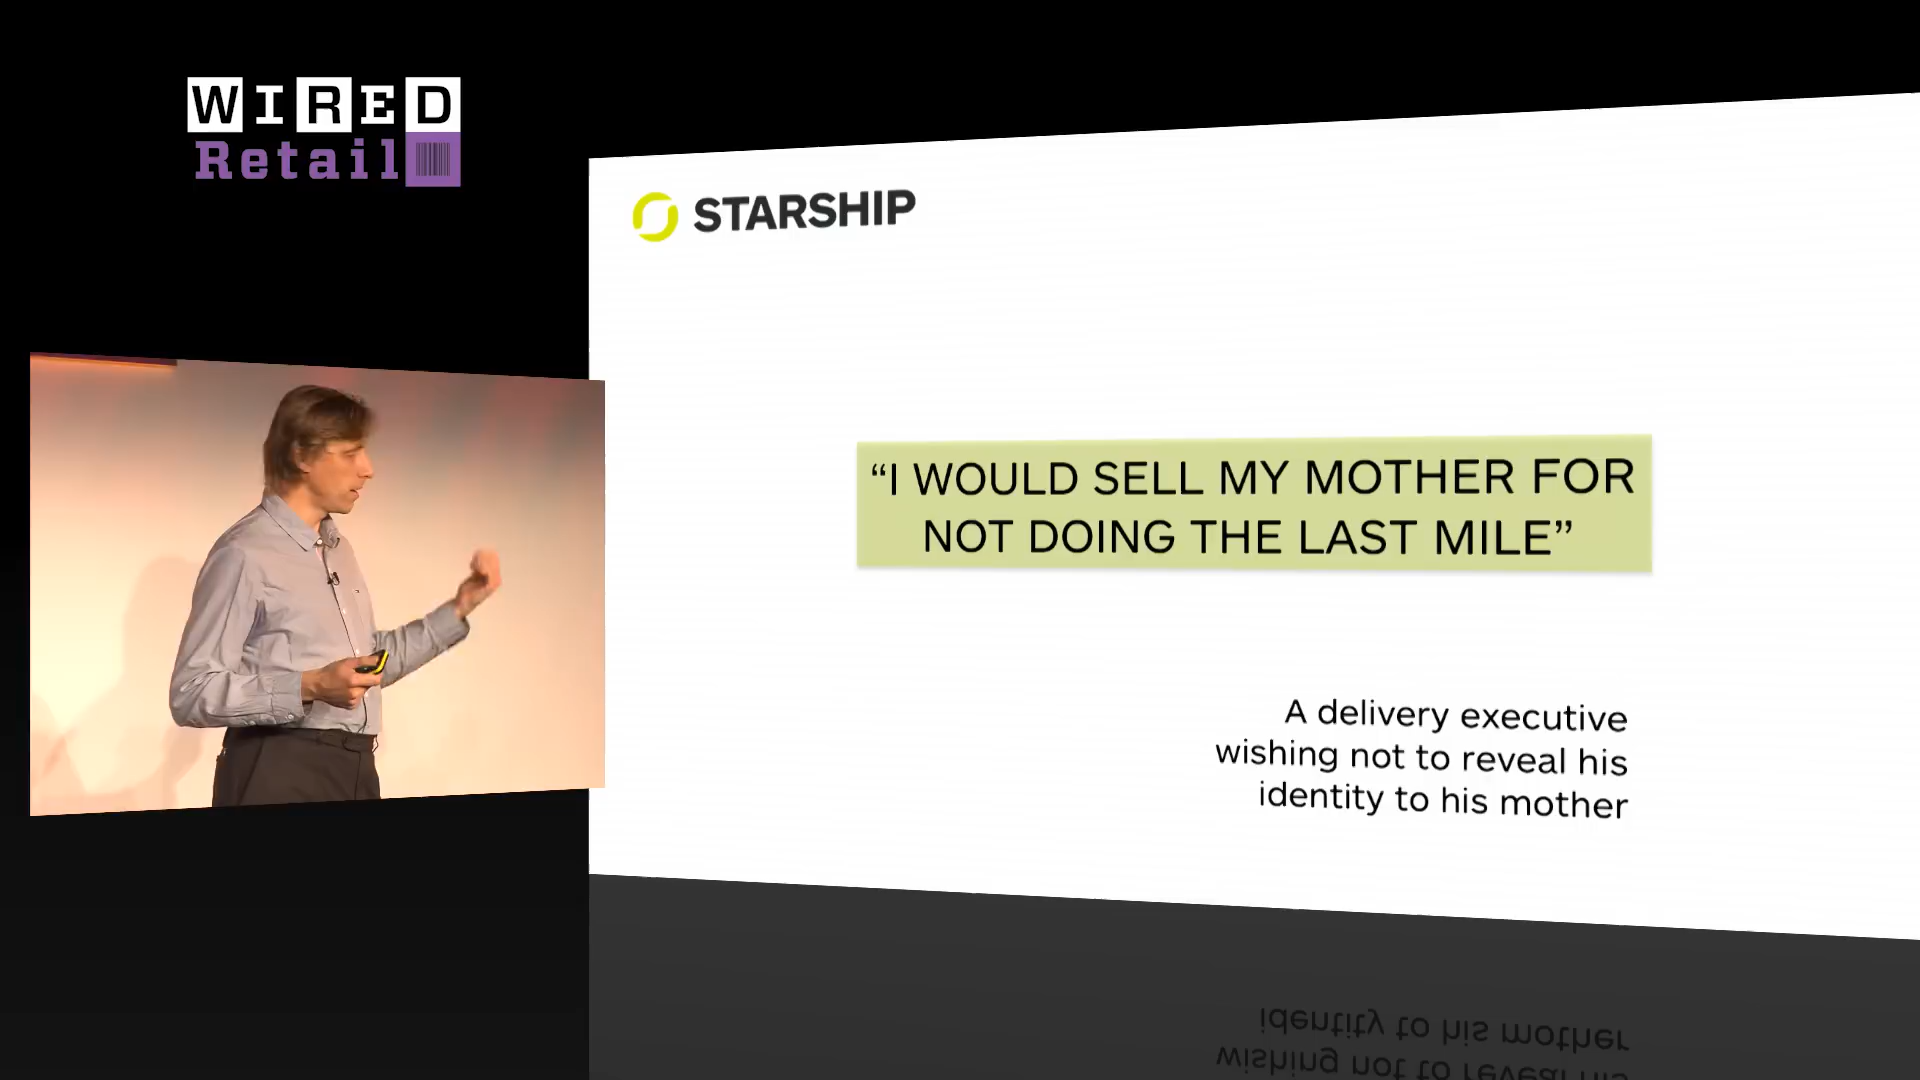 WIRED
Retail
STARSHIP
“I WOULD SELL MY MOTHER FOR
NOT DOING THE LAST MILE”
A delivery executive
wishing not to reveal his
identity to his mother
identity to his mother
wishing not to reveal his